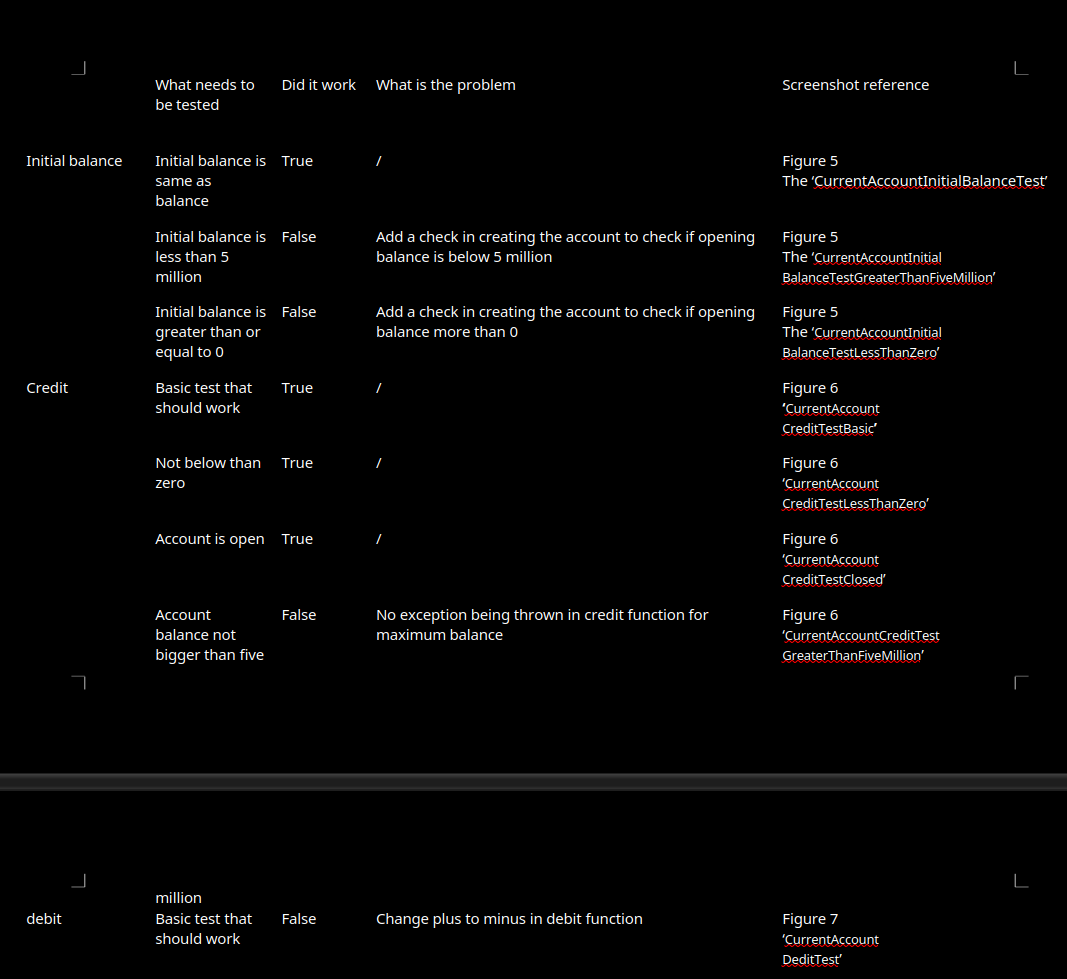 What needs to be tested	Did it work	What is the problem	Screenshot reference
Initial balance	Initial balance is same as balance	True	/	Figure 5 The ‘CurrentAccountInitialBalanceTest’
Initial balance is less than 5 million	False	Add a check in creating the account to check if opening balance is below 5 million	Figure 5 The ‘CurrentAccountInitial BalanceTestGreaterThanFiveMillion’
Initial balance is greater than or equal to 0	False	Add a check in creating the account to check if opening balance more than 0	Figure 5 The ‘CurrentAccountInitial BalanceTestLessThanZero’
Credit	Basic test that should work	True	/	Figure 6 ‘CurrentAccount CreditTestBasic’
Not below than zero	True	/	Figure 6 ‘CurrentAccount CreditTestLessThanZero’
Account is open	True	/	Figure 6 ‘CurrentAccount CreditTestClosed’
Account balance not bigger than five	False	No exception being thrown in credit function for maximum balance	Figure 6 ‘CurrentAccountCreditTest GreaterThanFiveMillion’
million
debit	Basic test that should work	False	Change plus to minus in debit function	Figure 7 ‘CurrentAccount DeditTest’